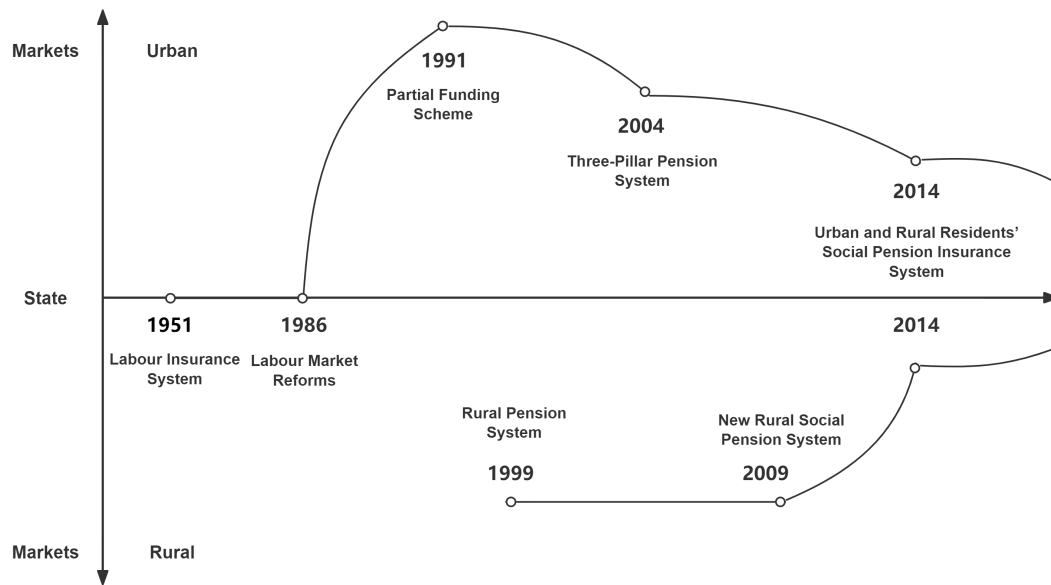 Markets
Urban
1991
Partial Funding
Scheme
2004
Three-Pillar Pension
System
2014
Urban and Rural Residents’
Social Pension Insurance
System
State
1951
Labour Insurance
System
1986
Labour Market
Reforms
2014
Rural Pension
System
1999
New Rural Social
Pension System
2009
Markets
Rural